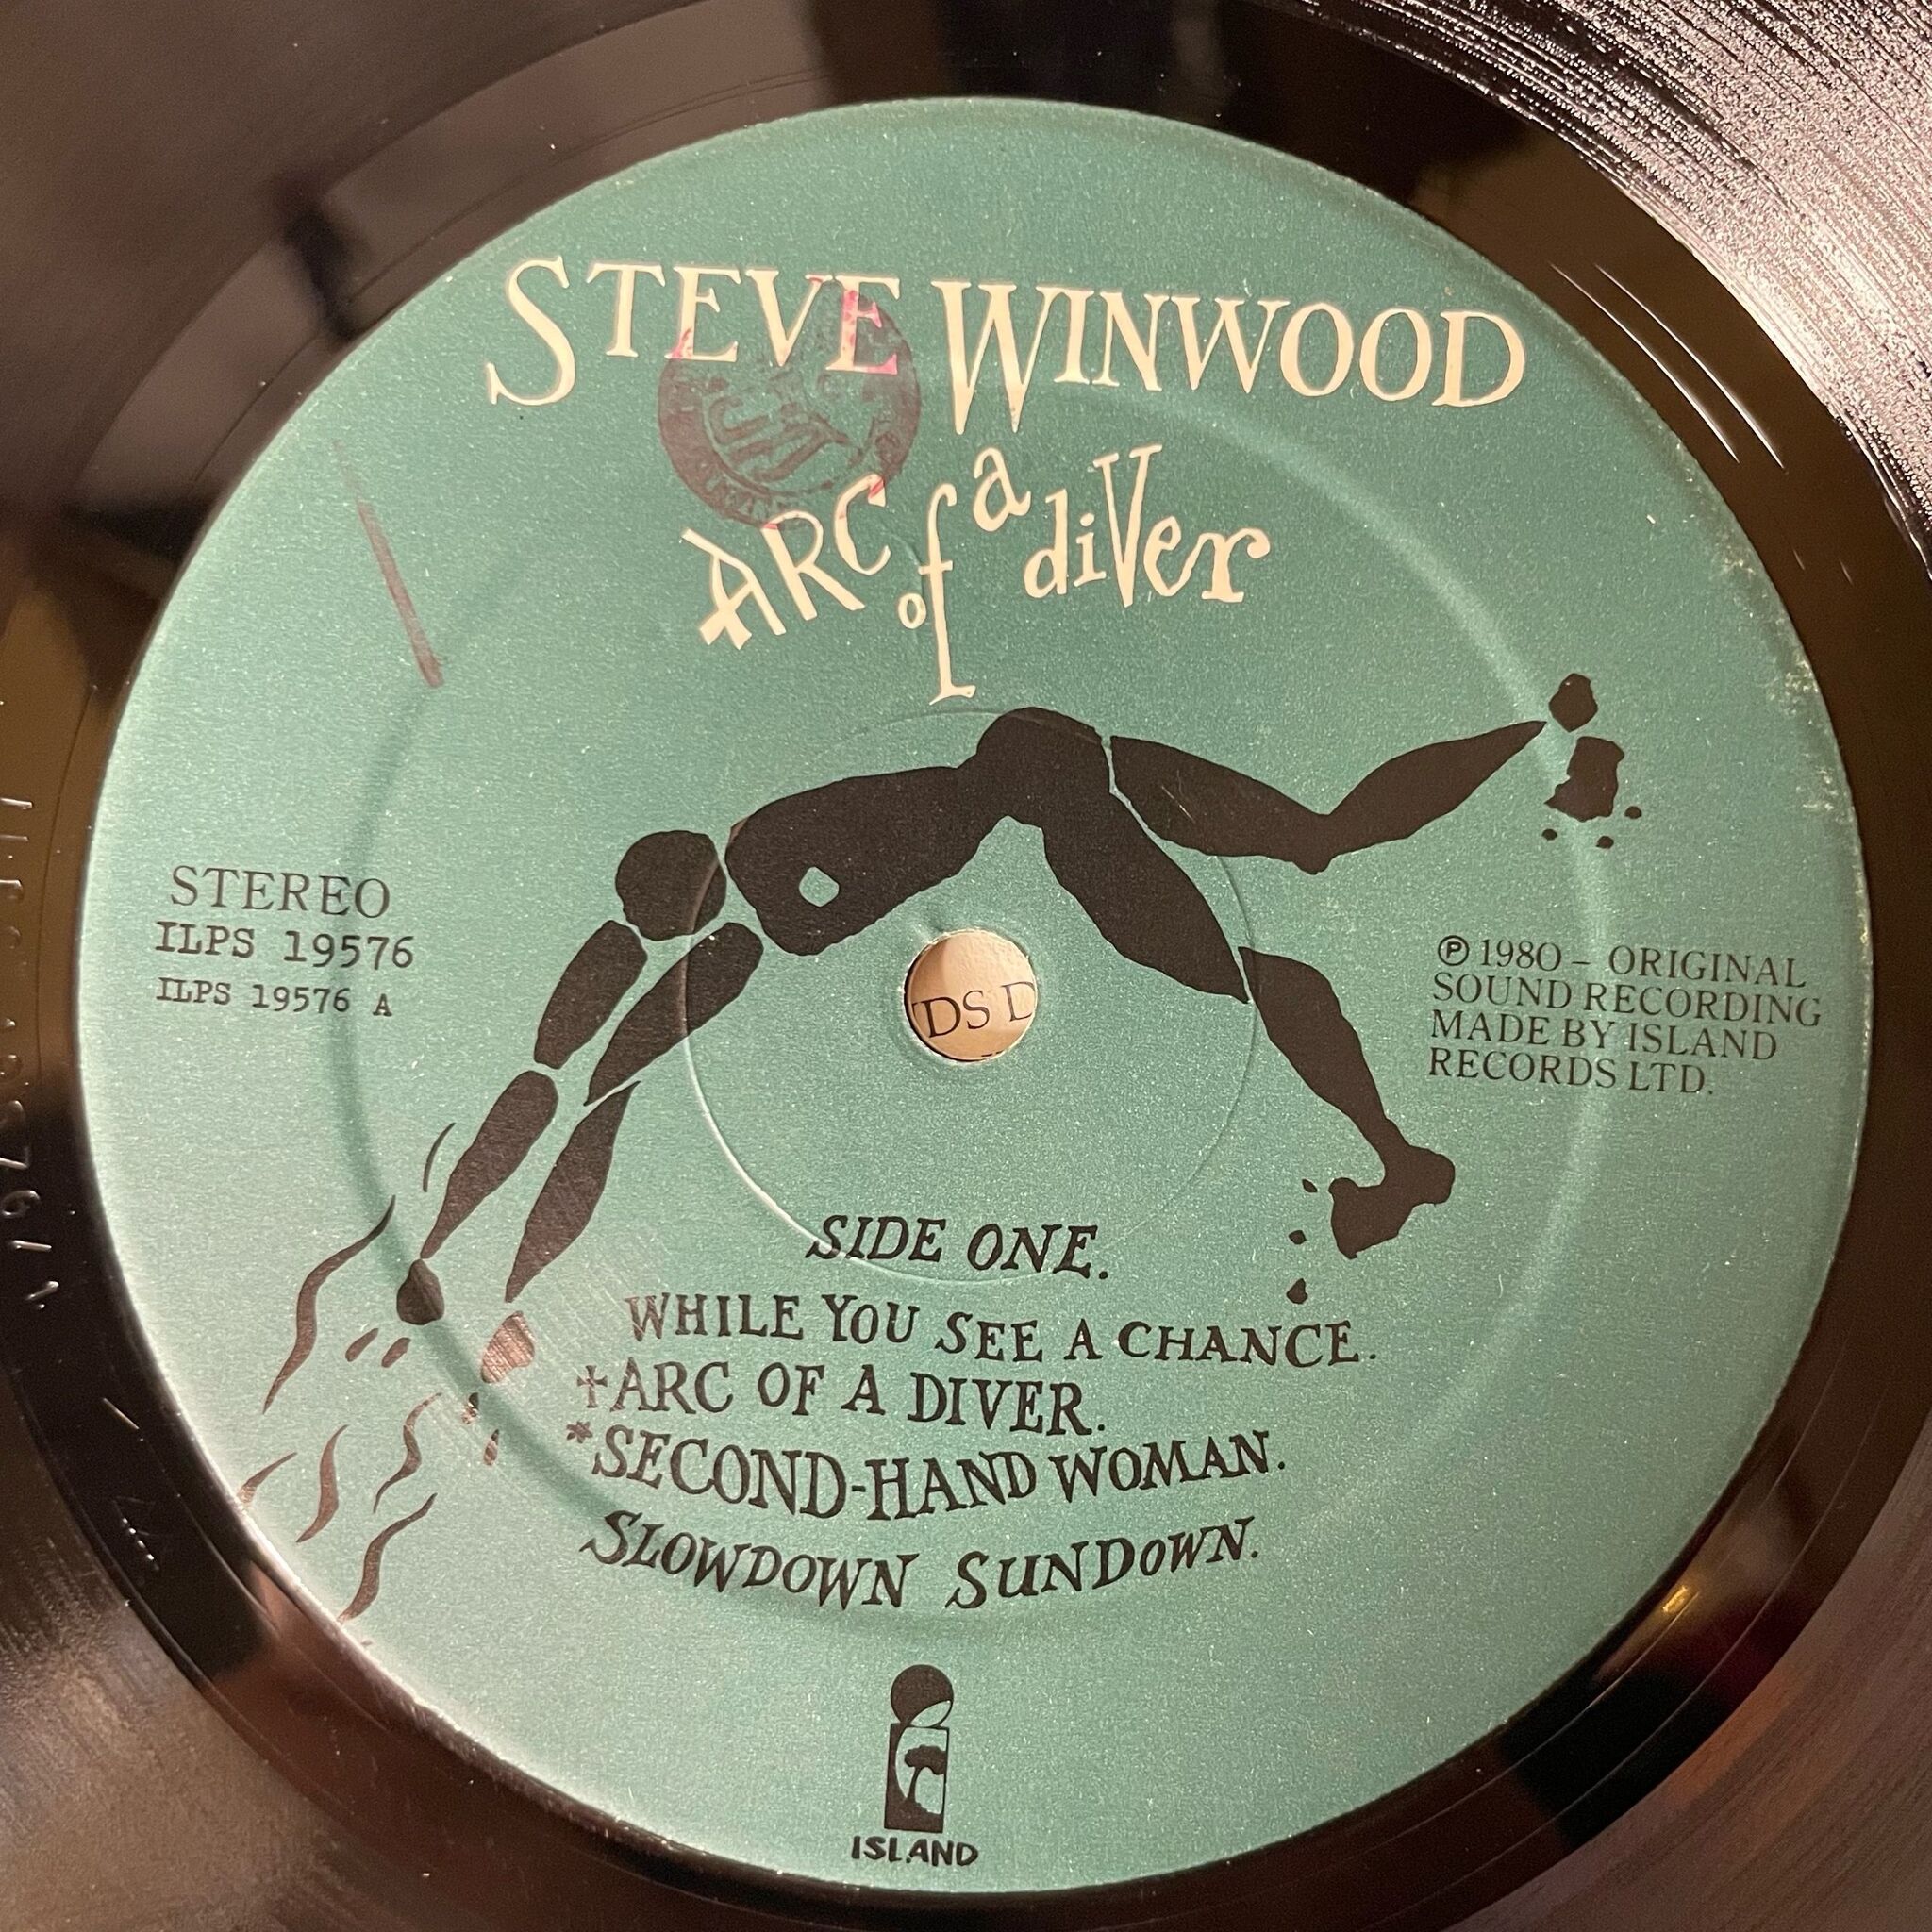 STEVE WINWOOD
ARC of a diVer
STEREO
ILPS 19576
ILPS 19576 A
℗ 1980 – ORIGINAL
SOUND RECORDING
MADE BY ISLAND
RECORDS LTD.
DS D
SIDE ONE.
WHILE YOU SEE A CHANCE.
†ARC OF A DIVER.
*SECOND-HAND WOMAN.
SLOWDOWN SUNDOWN.
ISLAND